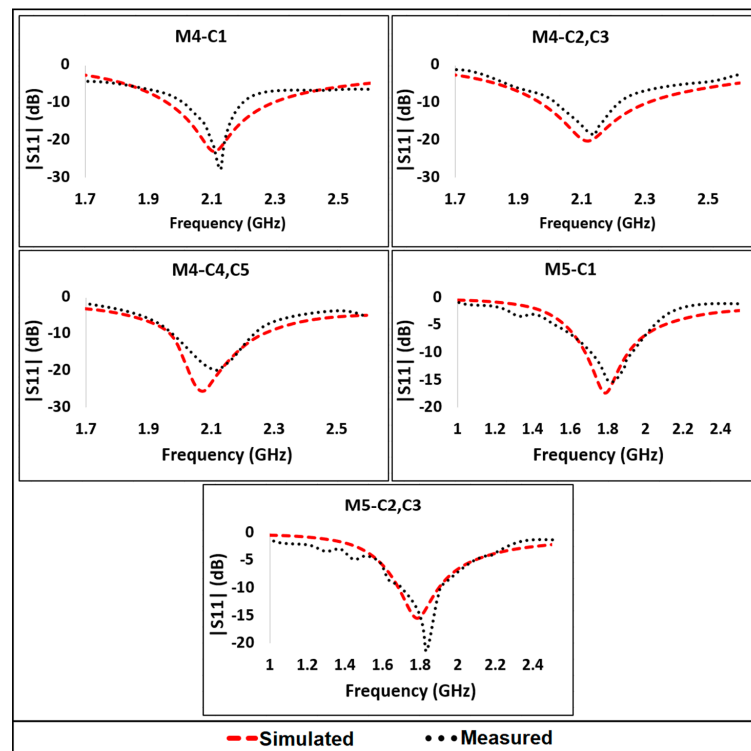 M4-C1
0
-10
-20
-30
|S11| (dB)
1.7 1.9 2.1 2.3 2.5
Frequency (GHz)
M4-C2,C3
0
-10
-20
-30
|S11| (dB)
1.7 1.9 2.1 2.3 2.5
Frequency (GHz)
M4-C4,C5
0
-10
-20
-30
|S11| (dB)
1.7 1.9 2.1 2.3 2.5
Frequency (GHz)
M5-C1
0
-5
-10
-15
-20
|S11| (dB)
1 1.2 1.4 1.6 1.8 2 2.2 2.4
Frequency (GHz)
M5-C2,C3
0
-5
-10
-15
-20
|S11| (dB)
1 1.2 1.4 1.6 1.8 2 2.2 2.4
Frequency (GHz)
Simulated Measured